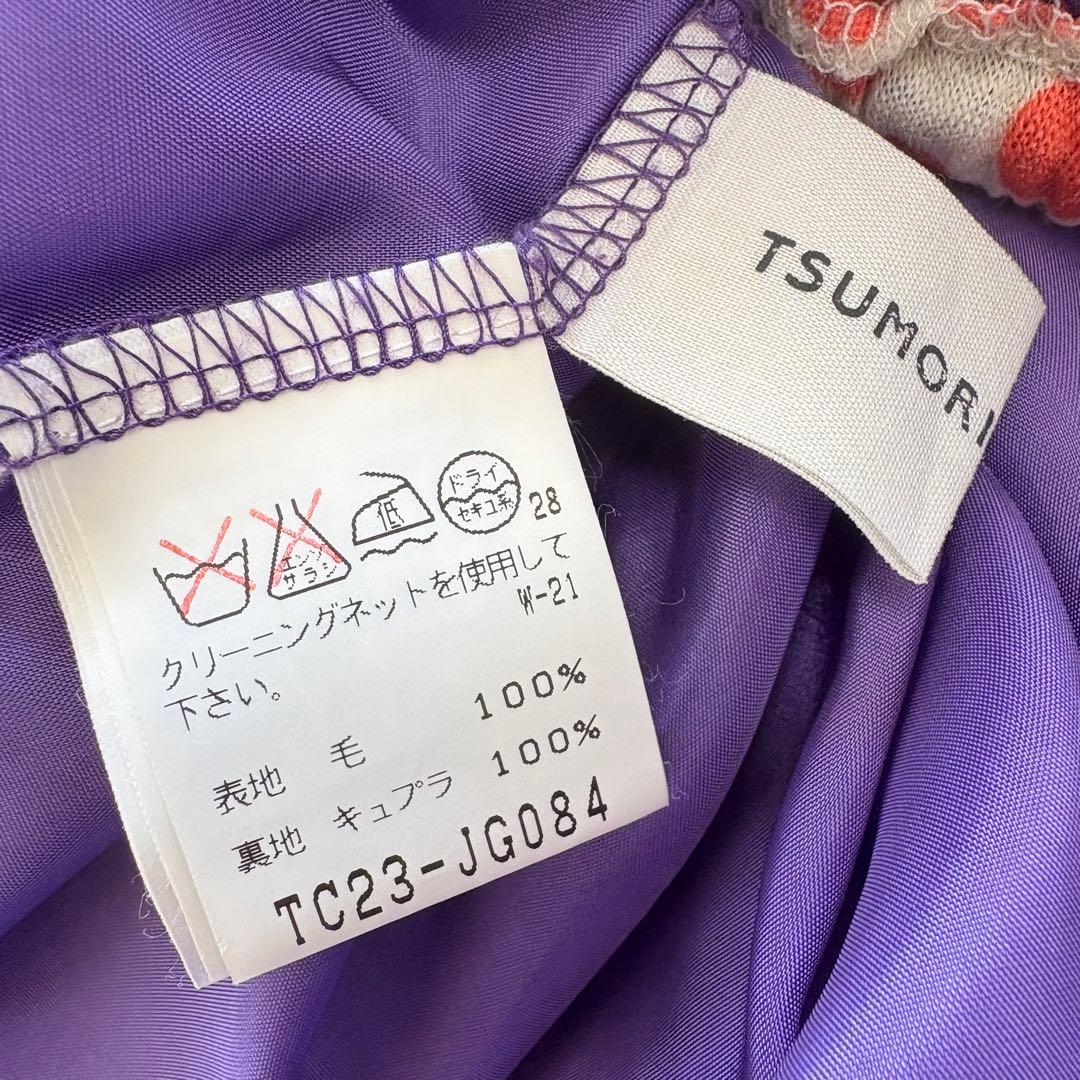 TSUMORI
エンソ
サラシ
低
ドライ
セキユ系
28
クリーニングネットを使用して
下さい。
W-21
表地 毛 100%
裏地 キュプラ 100%
TC23-JG084